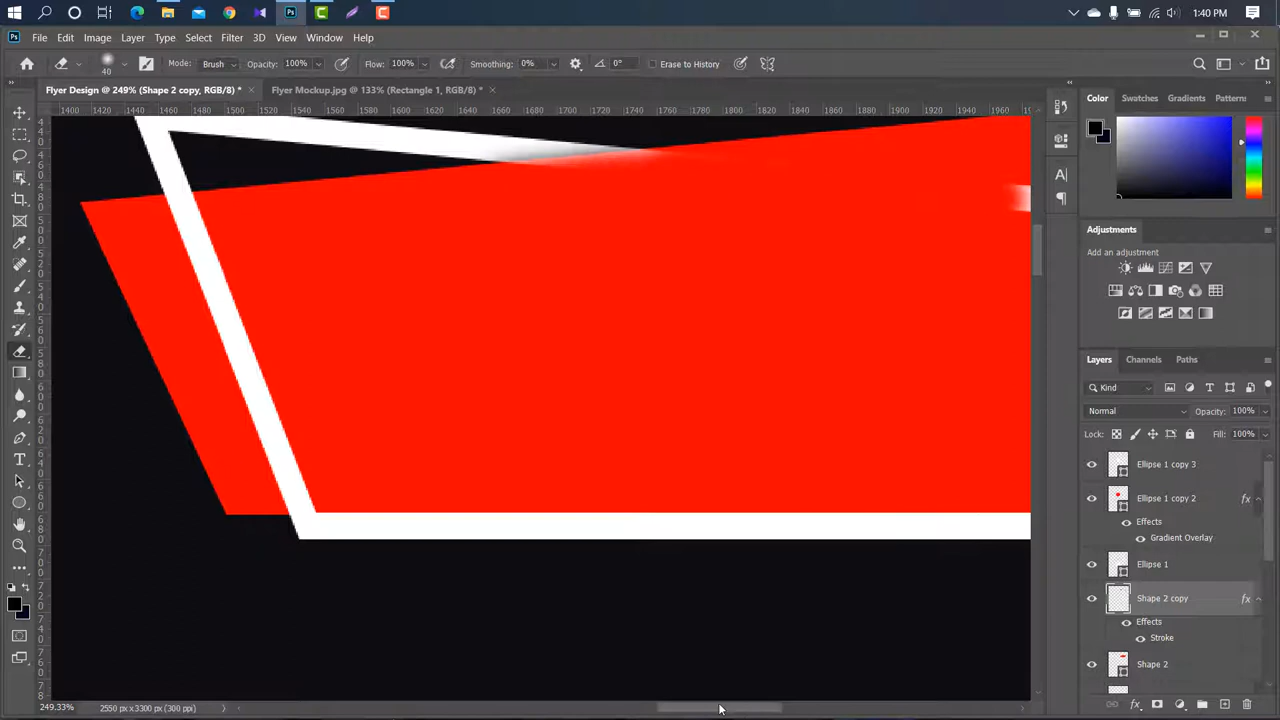 1:40 PM
Ps File Edit Image Layer Type Select Filter 3D View Window Help
40 Mode: Brush Opacity: 100% Flow: 100% Smoothing: 0% 0° Erase to History
Flyer Design @ 249% (Shape 2 copy, RGB/8) * × Flyer Mockup.jpg @ 133% (Rectangle 1, RGB/8) * ×
1400 1420 1440 1460 1480 1500 1520 1540 1560 1580 1600 1620 1640 1660 1680 1700 1720 1740 1760 1780 1800 1820 1840 1860 1880 1900 1920 1940 1960
Color Swatches Gradients Patterns
Adjustments
Add an adjustment
Layers Channels Paths
Kind
Normal Opacity: 100%
Lock: Fill: 100%
Ellipse 1 copy 3
Ellipse 1 copy 2 fx
Effects
Gradient Overlay
Ellipse 1
Shape 2 copy fx
Effects
Stroke
Shape 2
249.33% 2550 px x 3300 px (300 ppi)